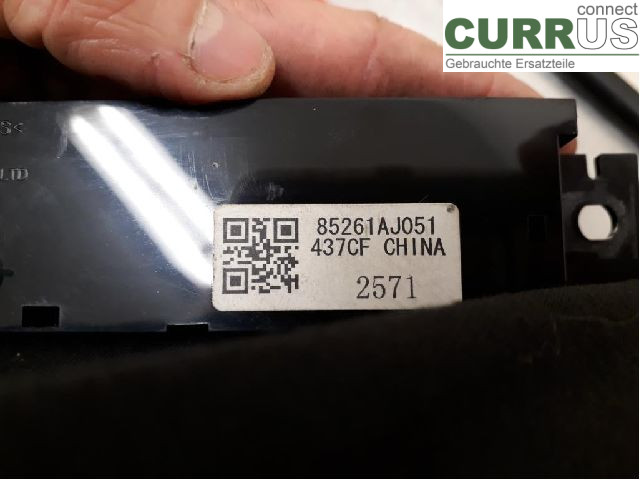 connect
CURRUS
Gebrauchte Ersatzteile
85261AJ051
437CF CHINA
2571